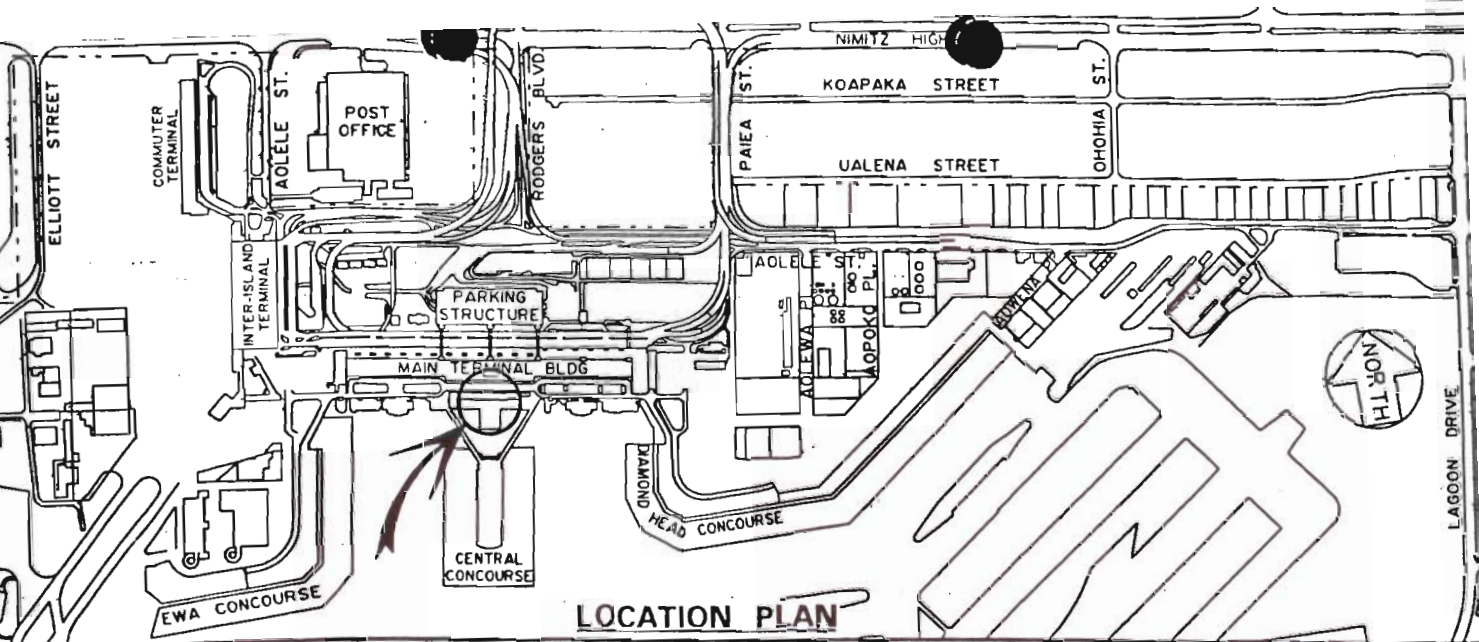 NIMITZ HIGH
ELLIOTT STREET
COMMUTER
TERMINAL
AOLELE ST.
POST
OFFICE
RODGERS BLVD
PAIEA ST.
KOAPAKA STREET
OHOHIA ST.
UALENA STREET
INTER-ISLAND
TERMINAL
PARKING
STRUCTURE
AOLELE ST.
AOLEWA
AOPOKO PL.
AUWENA
MAIN TERMINAL BLDG
NORTH
LAGOON DRIVE
DIAMOND HEAD CONCOURSE
CENTRAL
CONCOURSE
EWA CONCOURSE
LOCATION PLAN